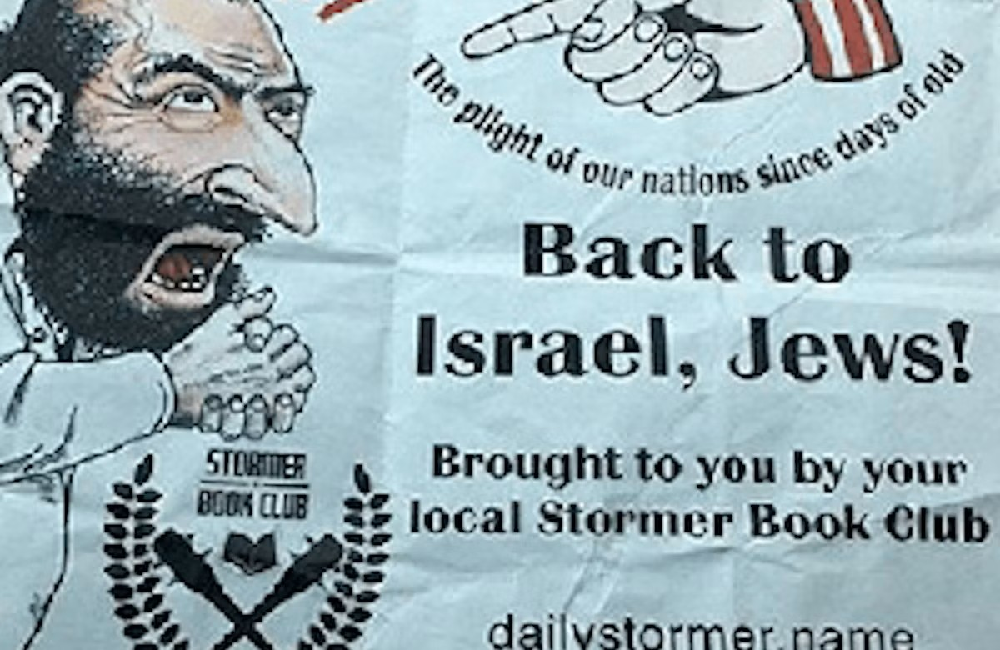 The plight of our nations since days of old
Back to
Israel, Jews!
STORMER
BOOK CLUB
Brought to you by your
local Stormer Book Club
dailystormer.name